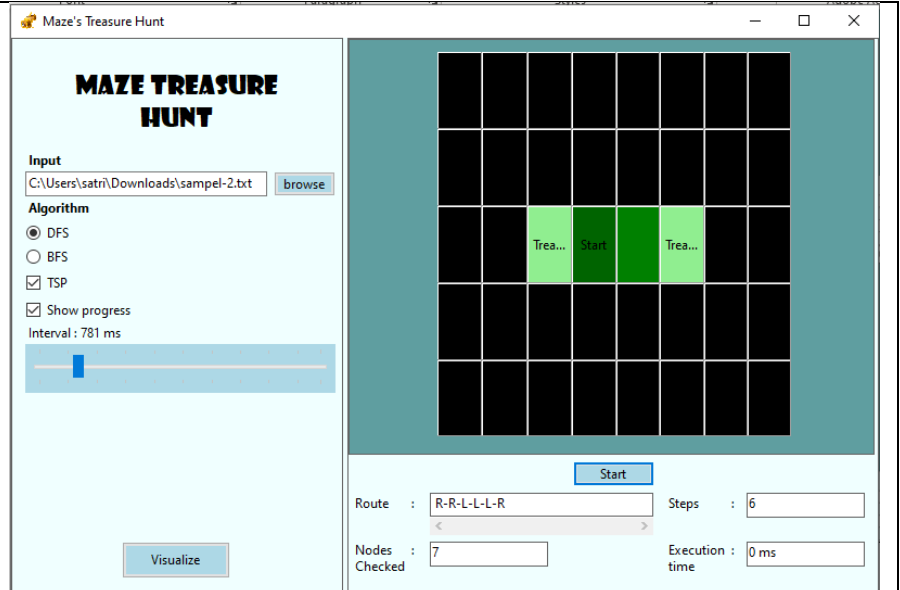 Maze's Treasure Hunt
MAZE TREASURE
HUNT
Input
C:\Users\satri\Downloads\sampel-2.txt
browse
Algorithm
DFS
BFS
TSP
Show progress
Interval : 781 ms
Visualize
Trea... Start Trea...
Start
Route : R-R-L-L-L-R Steps : 6
Nodes : 7 Execution : 0 ms
Checked time